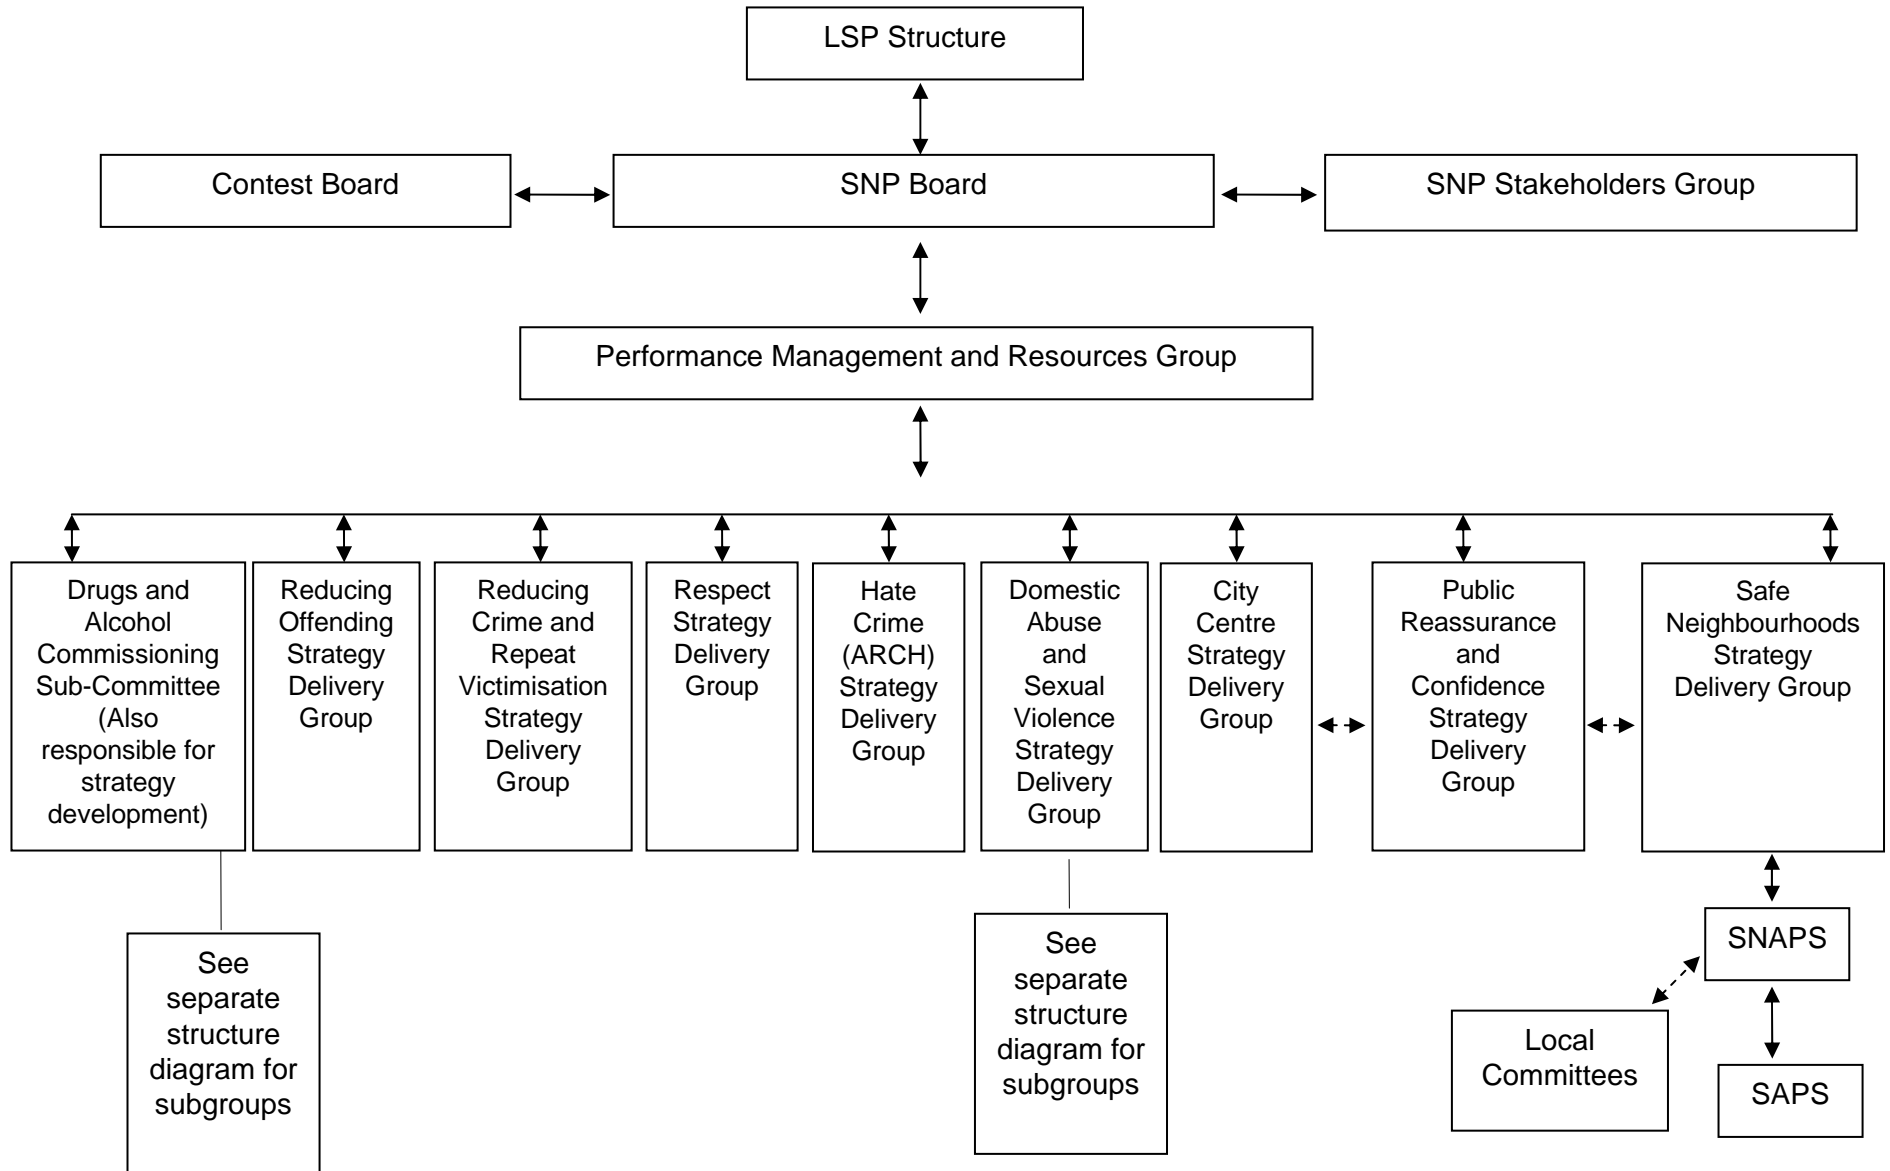 LSP Structure
Contest Board
SNP Board
SNP Stakeholders Group
Performance Management and Resources Group
Drugs and
Alcohol
Commissioning
Sub-Committee
(Also
responsible for
strategy
development)
Reducing
Offending
Strategy
Delivery
Group
Reducing
Crime and
Repeat
Victimisation
Strategy
Delivery
Group
Respect
Strategy
Delivery
Group
Hate
Crime
(ARCH)
Strategy
Delivery
Group
Domestic
Abuse
and
Sexual
Violence
Strategy
Delivery
Group
City
Centre
Strategy
Delivery
Group
Public
Reassurance
and
Confidence
Strategy
Delivery
Group
Safe
Neighbourhoods
Strategy
Delivery Group
See
separate
structure
diagram for
subgroups
See
separate
structure
diagram for
subgroups
SNAPS
Local
Committees
SAPS